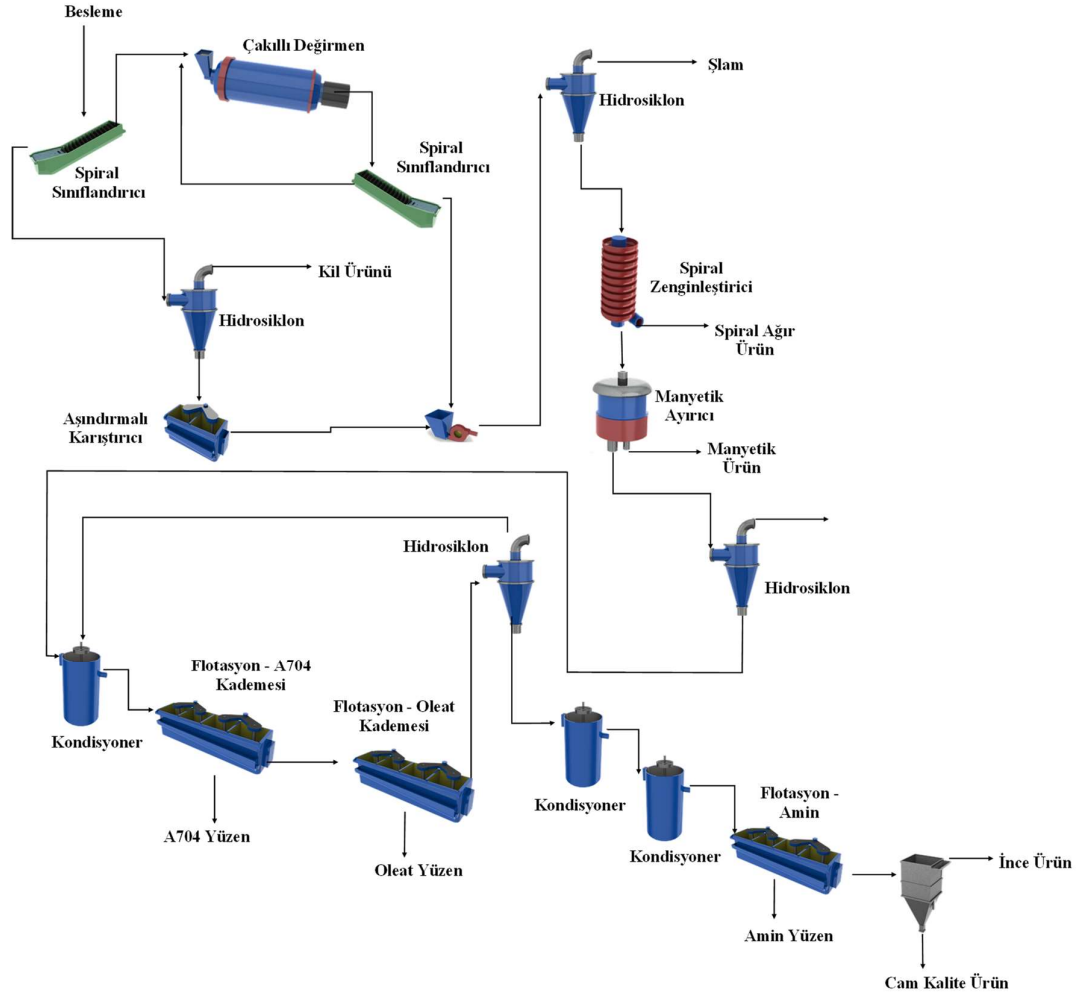 Besleme
Çakıllı Değirmen
Şlam
Hidrosiklon
Spiral
Sınıflandırıcı
Spiral
Sınıflandırıcı
Kil Ürünü
Hidrosiklon
Spiral
Zenginleştirici
Spiral Ağır
Ürün
Aşındırmalı
Karıştırıcı
Manyetik
Ayırıcı
Manyetik
Ürün
Hidrosiklon
Hidrosiklon
Flotasyon - A704
Kademesi
Flotasyon - Oleat
Kademesi
Kondisyoner
A704 Yüzen
Oleat Yüzen
Kondisyoner
Kondisyoner
Flotasyon -
Amin
Amin Yüzen
İnce Ürün
Cam Kalite Ürün